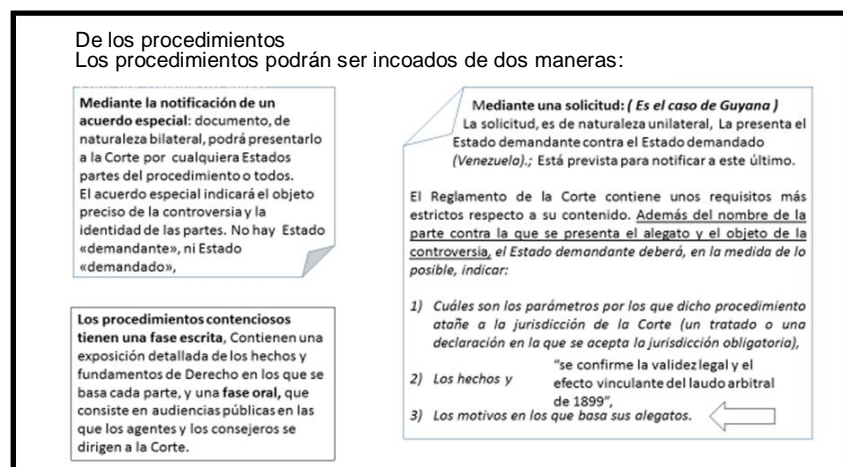 De los procedimientos
Los procedimientos podrán ser incoados de dos maneras:
Mediante la notificación de un
acuerdo especial: documento, de
naturaleza bilateral, podrá presentarlo
a la Corte por cualquiera Estados
partes del procedimiento o todos.
El acuerdo especial indicará el objeto
preciso de la controversia y la
identidad de las partes. No hay Estado
«demandante», ni Estado
«demandado»,
Los procedimientos contenciosos
tienen una fase escrita, Contienen una
exposición detallada de los hechos y
fundamentos de Derecho en los que se
basa cada parte, y una fase oral, que
consiste en audiencias públicas en las
que los agentes y los consejeros se
dirigen a la Corte.
Mediante una solicitud: ( Es el caso de Guyana )
La solicitud, es de naturaleza unilateral, La presenta el
Estado demandante contra el Estado demandado
(Venezuela).; Está prevista para notificar a este último.
El Reglamento de la Corte contiene unos requisitos más
estrictos respecto a su contenido. Además del nombre de la
parte contra la que se presenta el alegato y el objeto de la
controversia, el Estado demandante deberá, en la medida de lo
posible, indicar:
1) Cuáles son los parámetros por los que dicho procedimiento
atañe a la jurisdicción de la Corte (un tratado o una
declaración en la que se acepta la jurisdicción obligatoria),
2) Los hechos y
"se confirme la validez legal y el
efecto vinculante del laudo arbitral
de 1899",
3) Los motivos en los que basa sus alegatos.